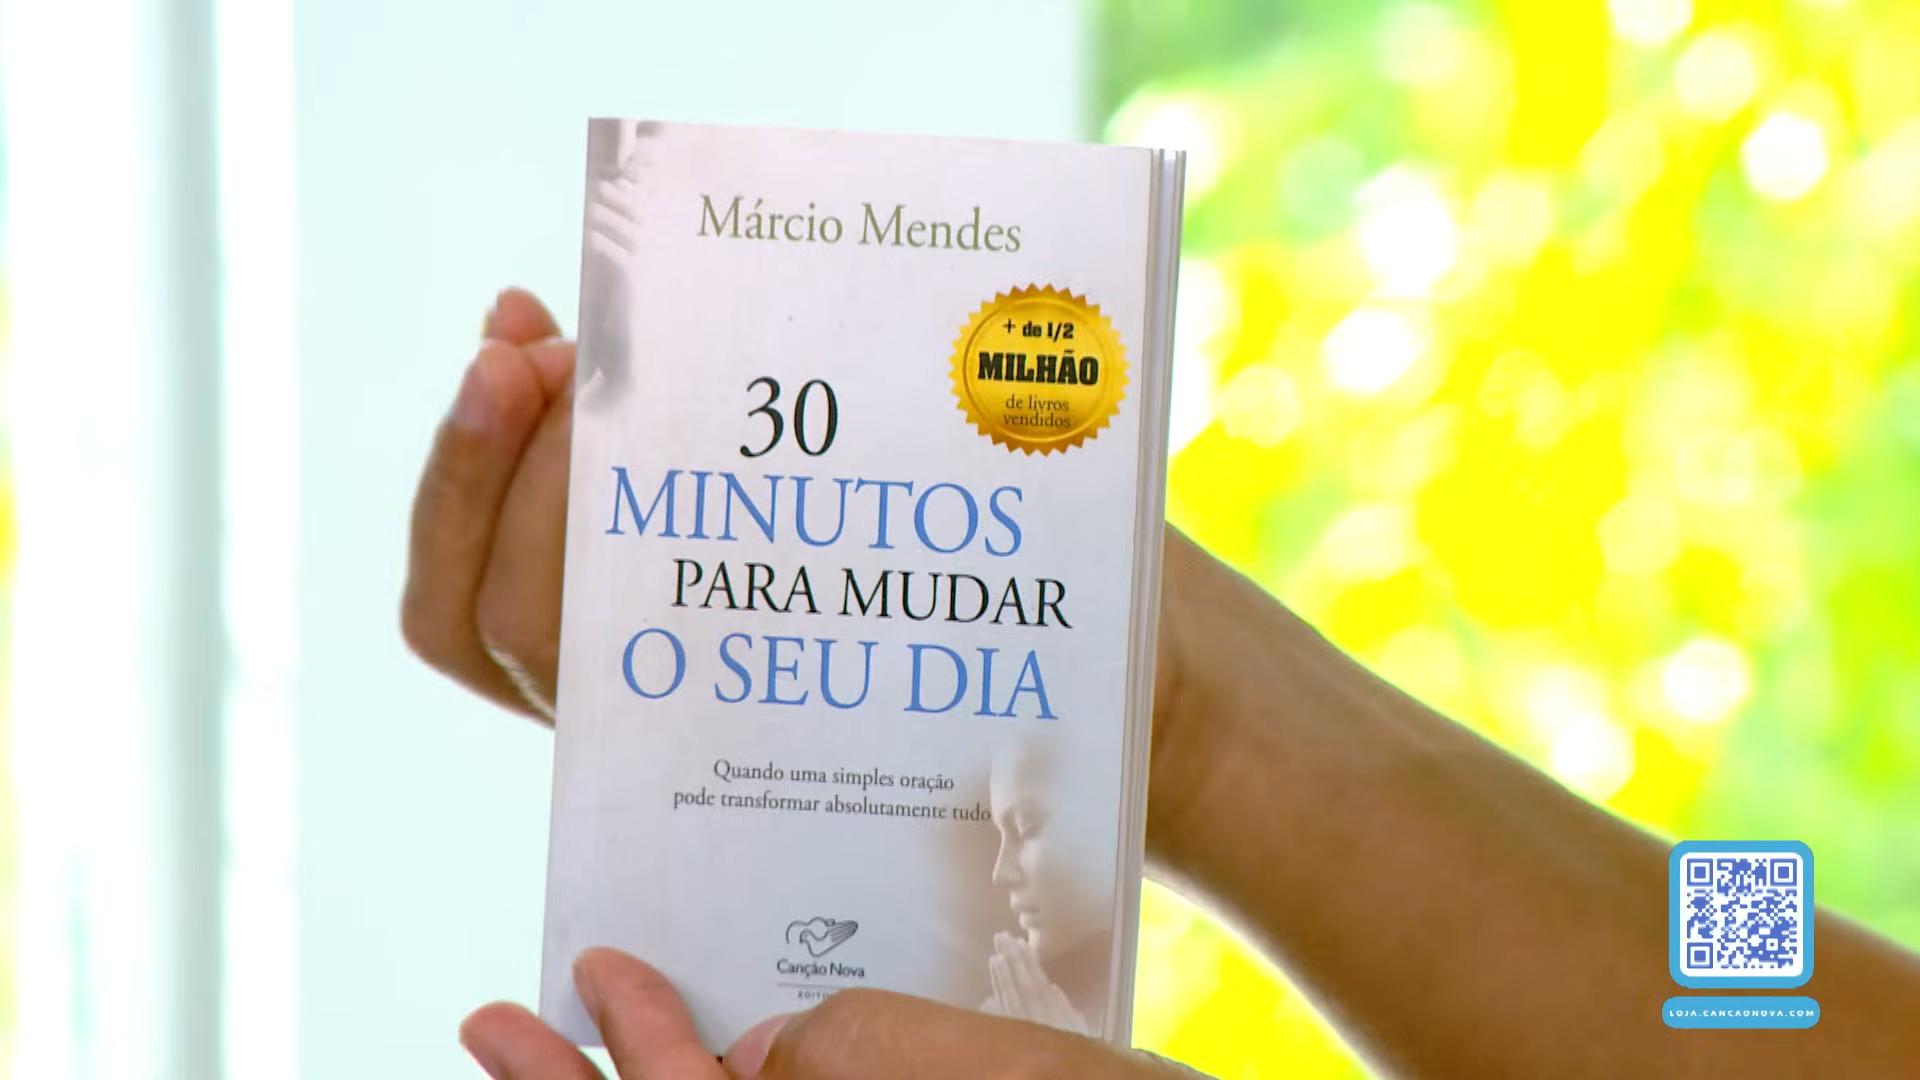 Márcio Mendes
+ de 1/2
MILHÃO
de livros
vendidos
30
MINUTOS
PARA MUDAR
O SEU DIA
Quando uma simples oração
pode transformar absolutamente tudo
Canção Nova
LOJA.CANCAONOVA.COM